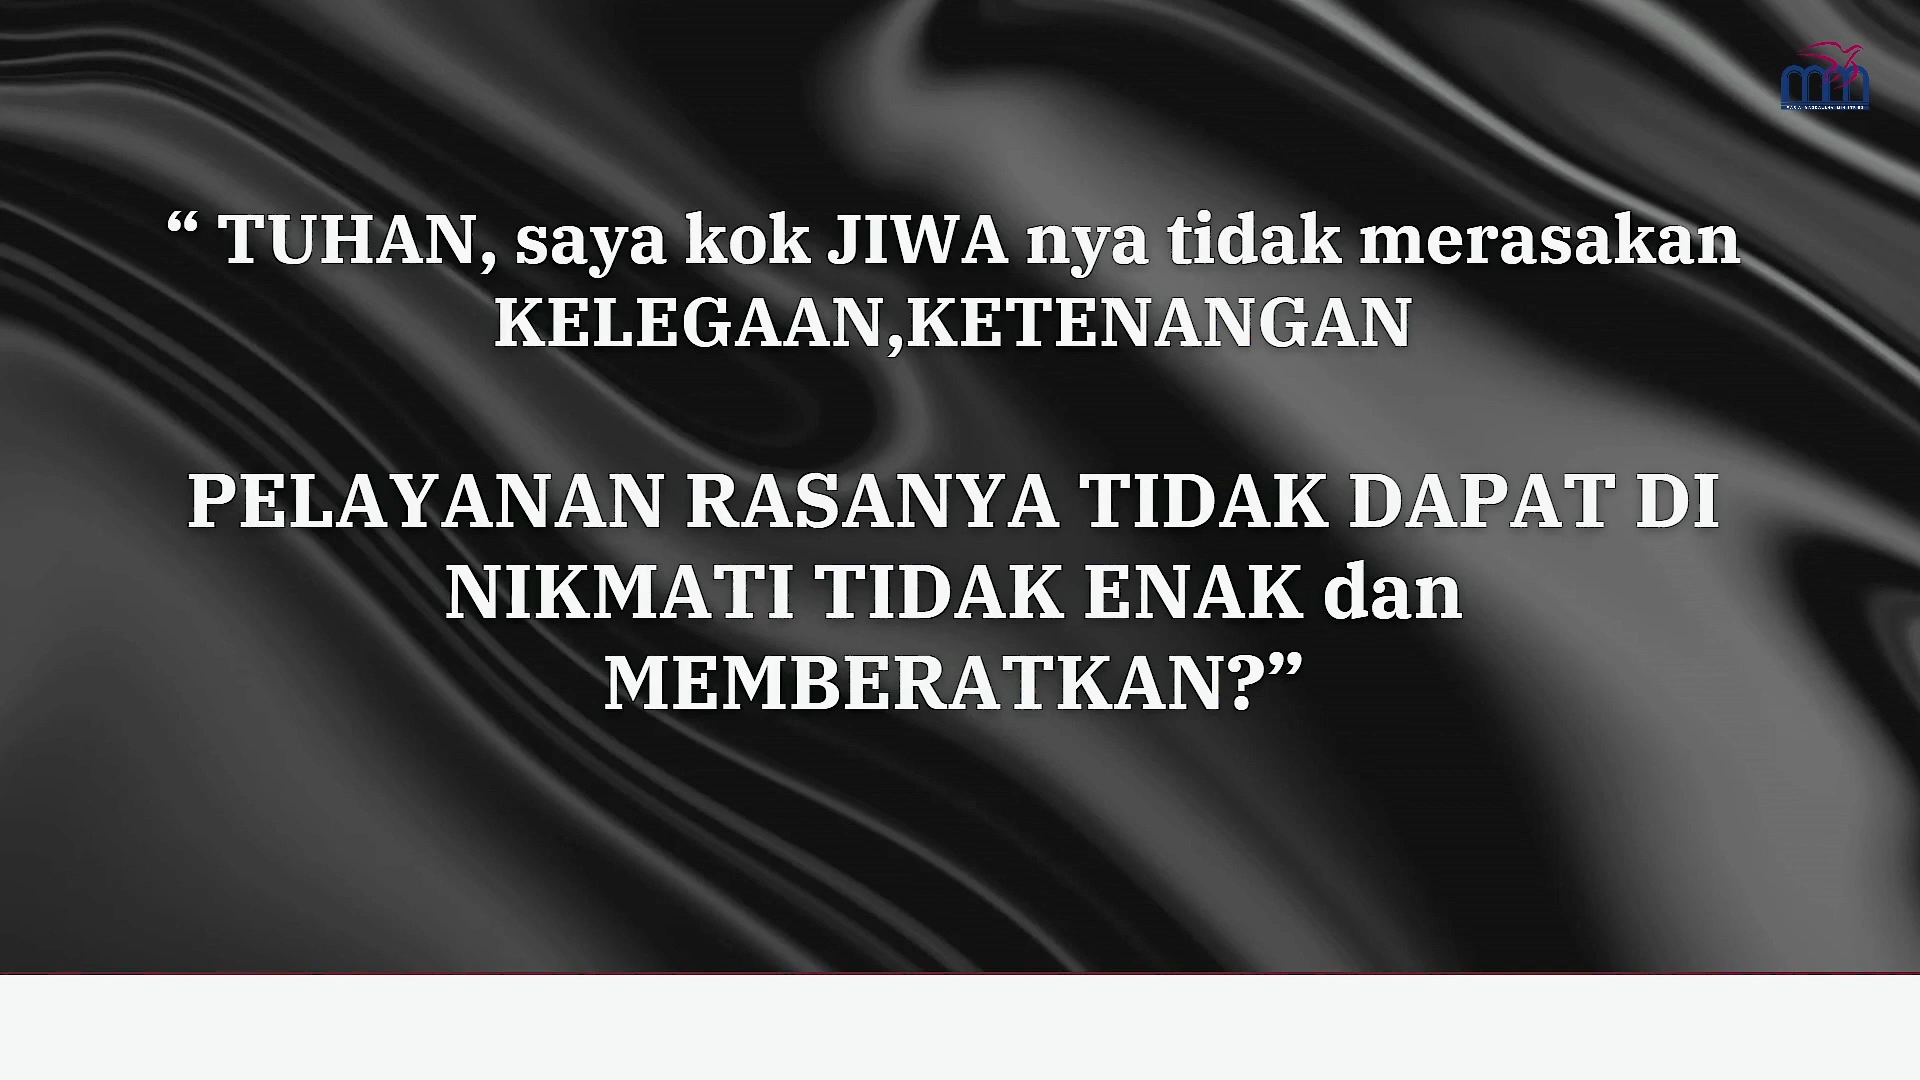 “ TUHAN, saya kok JIWA nya tidak merasakan
KELEGAAN,KETENANGAN
PELAYANAN RASANYA TIDAK DAPAT DI
NIKMATI TIDAK ENAK dan
MEMBERATKAN?”